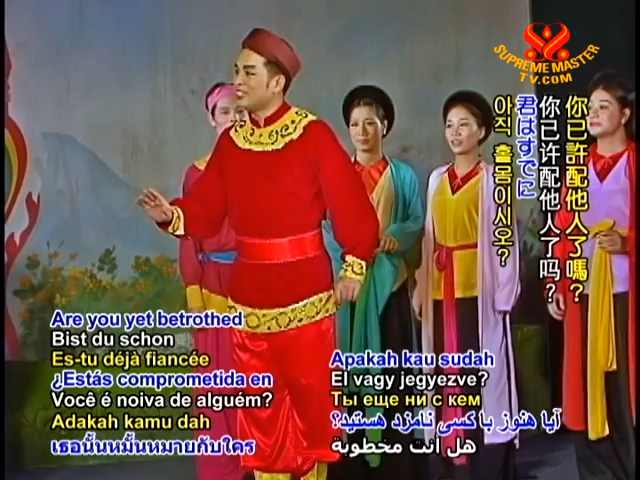 SUPREME MASTER
TV.COM
你已許配他人了嗎?
你已许配他人了吗?
君はすでに
아직 홀몸이시오?
Are you yet betrothed
Bist du schon
Es-tu déjà fiancée
¿Estás comprometida en
Você é noiva de alguém?
Adakah kamu dah
เธอนั้นหมั้นหมายกับใคร
Apakah kau sudah
El vagy jegyezve?
Ты еще ни с кем
آیا هنوز با کسی نامزد هستید؟
هل انت مخطوبة